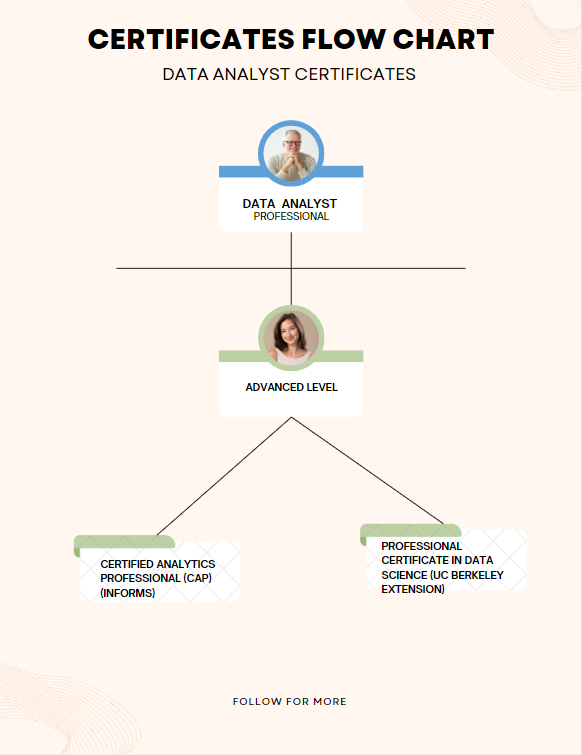 CERTIFICATES FLOW CHART
DATA ANALYST CERTIFICATES
DATA ANALYST
PROFESSIONAL
ADVANCED LEVEL
CERTIFIED ANALYTICS
PROFESSIONAL (CAP)
(INFORMS)
PROFESSIONAL
CERTIFICATE IN DATA
SCIENCE (UC BERKELEY
EXTENSION)
FOLLOW FOR MORE